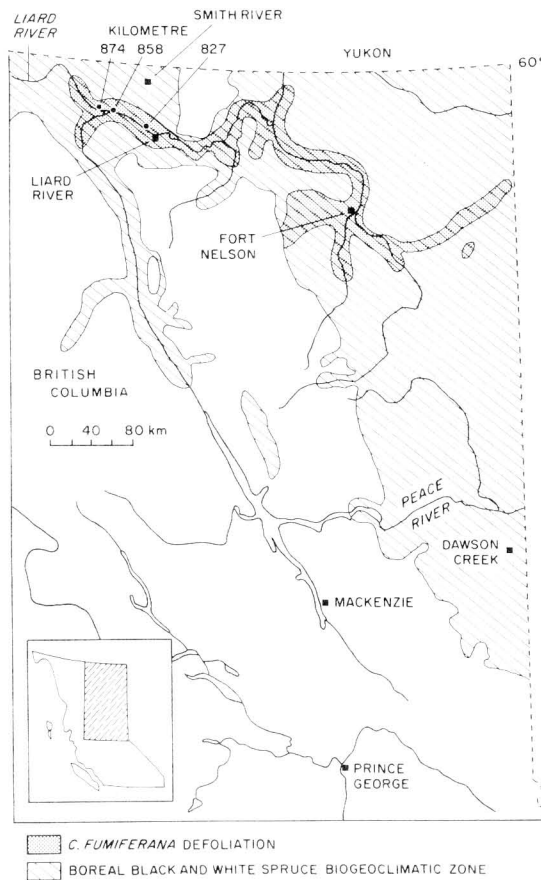 LIARD
RIVER
KILOMETRE
874 858 827
SMITH RIVER
YUKON
60°
LIARD
RIVER
FORT
NELSON
BRITISH
COLUMBIA
0 40 80 km
PEACE
RIVER
DAWSON
CREEK
MACKENZIE
PRINCE
GEORGE
C. FUMIFERANA DEFOLIATION
BOREAL BLACK AND WHITE SPRUCE BIOGEOCLIMATIC ZONE